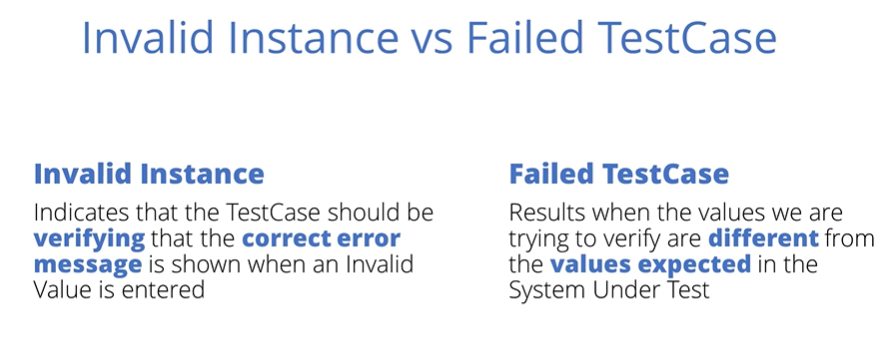 Invalid Instance vs Failed TestCase
Invalid Instance
Indicates that the TestCase should be
verifying that the correct error
message is shown when an Invalid
Value is entered
Failed TestCase
Results when the values we are
trying to verify are different from
the values expected in the
System Under Test